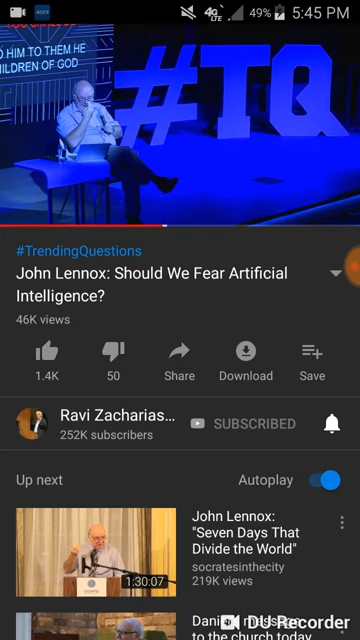 4G LTE 49% 5:45 PM
O HIM TO THEM HE
HILDREN OF GOD
#TQ
#TrendingQuestions
John Lennox: Should We Fear Artificial
Intelligence?
46K views
1.4K 50 Share Download Save
Ravi Zacharias...
252K subscribers
SUBSCRIBED
Up next Autoplay
1:30:07
John Lennox:
"Seven Days That
Divide the World"
socratesinthecity
219K views
to the church today
DU Recorder